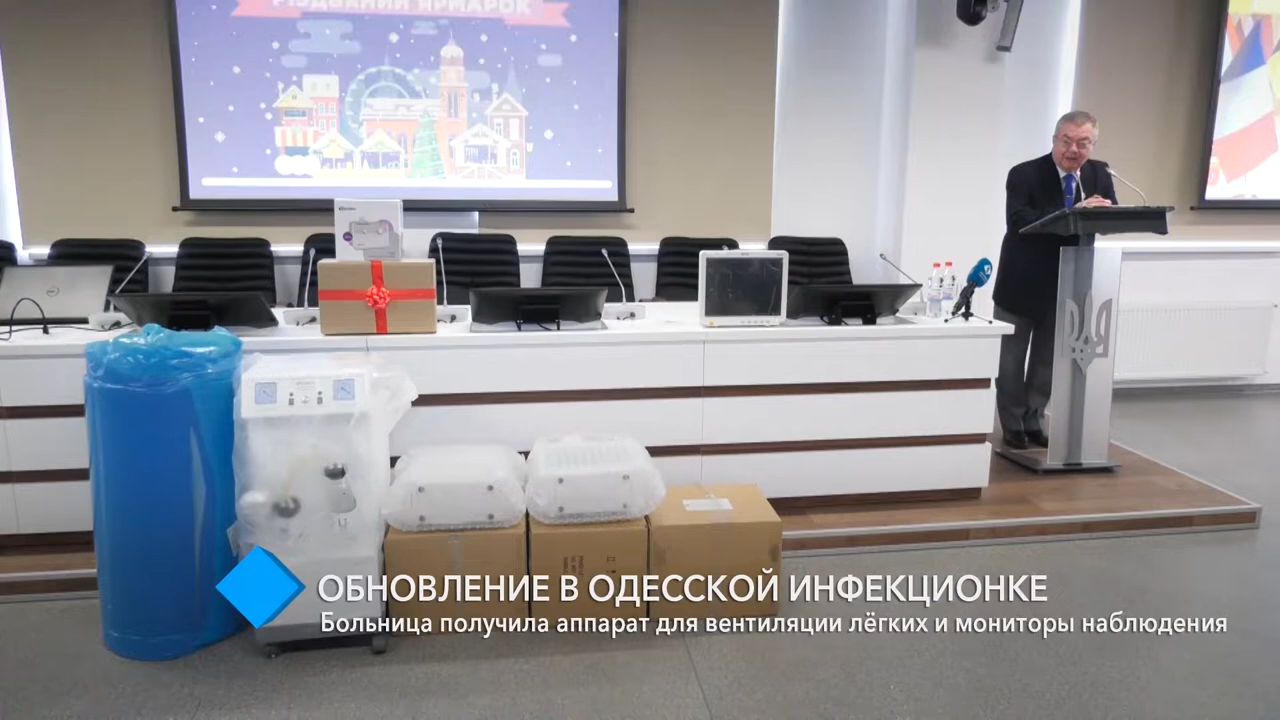 РІЗДВЯНИЙ ЯРМАРОК
ОБНОВЛЕНИЕ В ОДЕССКОЙ ИНФЕКЦИОНКЕ
Больница получила аппарат для вентиляции лёгких и мониторы наблюдения